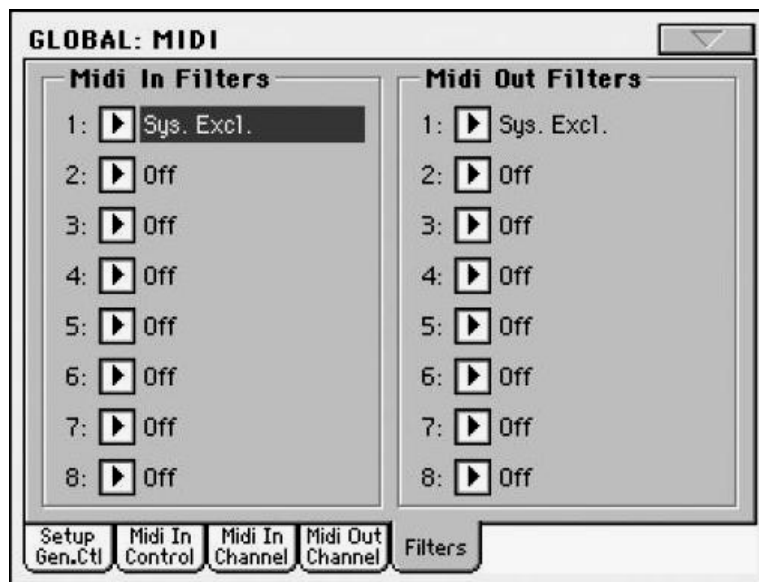 GLOBAL: MIDI
Midi In Filters
1: Sys. Excl.
2: Off
3: Off
4: Off
5: Off
6: Off
7: Off
8: Off
Midi Out Filters
1: Sys. Excl.
2: Off
3: Off
4: Off
5: Off
6: Off
7: Off
8: Off
Setup
Gen.Ctl
Midi In
Control
Midi In
Channel
Midi Out
Channel
Filters